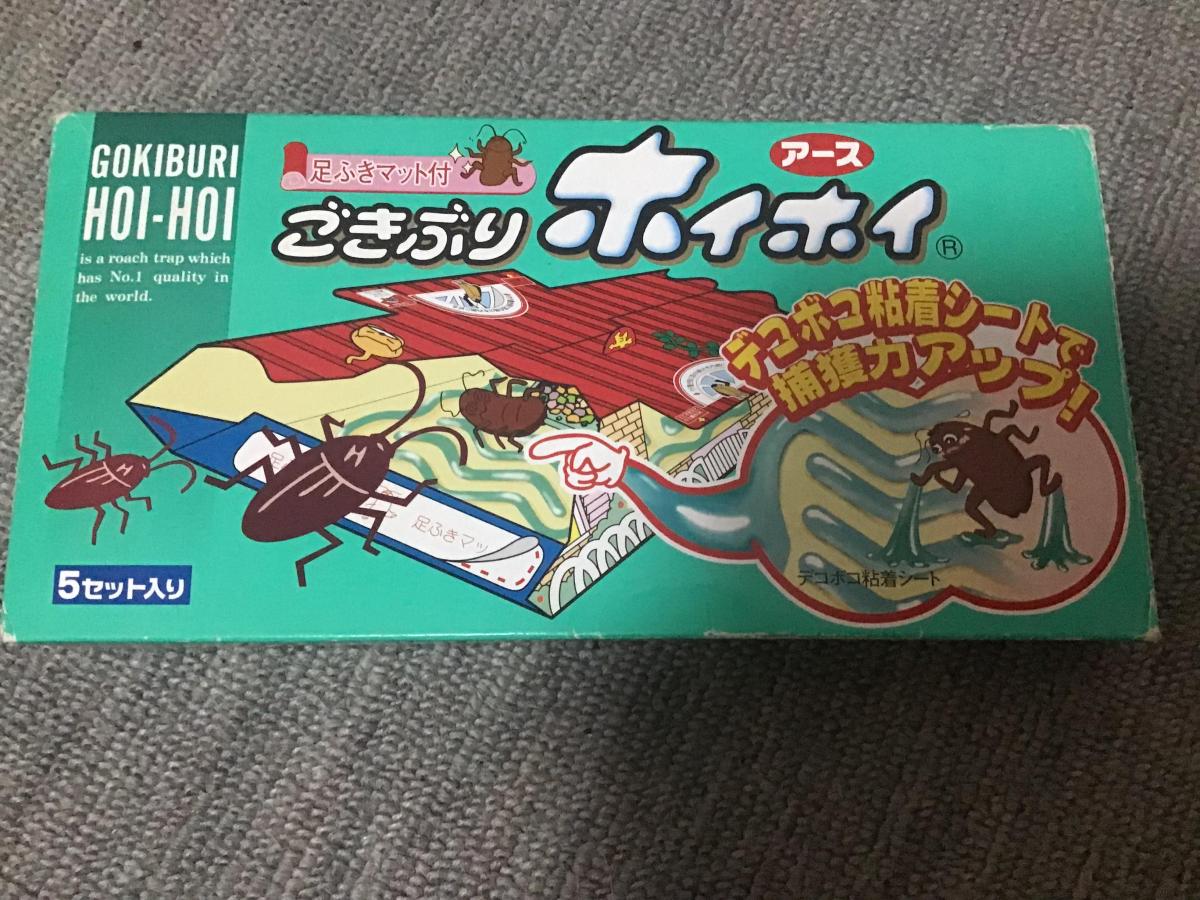 GOKIBURI
HOI-HOI
is a roach trap which
has No.1 quality in
the world.
足ふきマット付
アース
ごきぶり
ホイホイ
®
デコボコ粘着シートで
捕獲力アップ!
足ふきマッ
デコボコ粘着シート
5セット入り